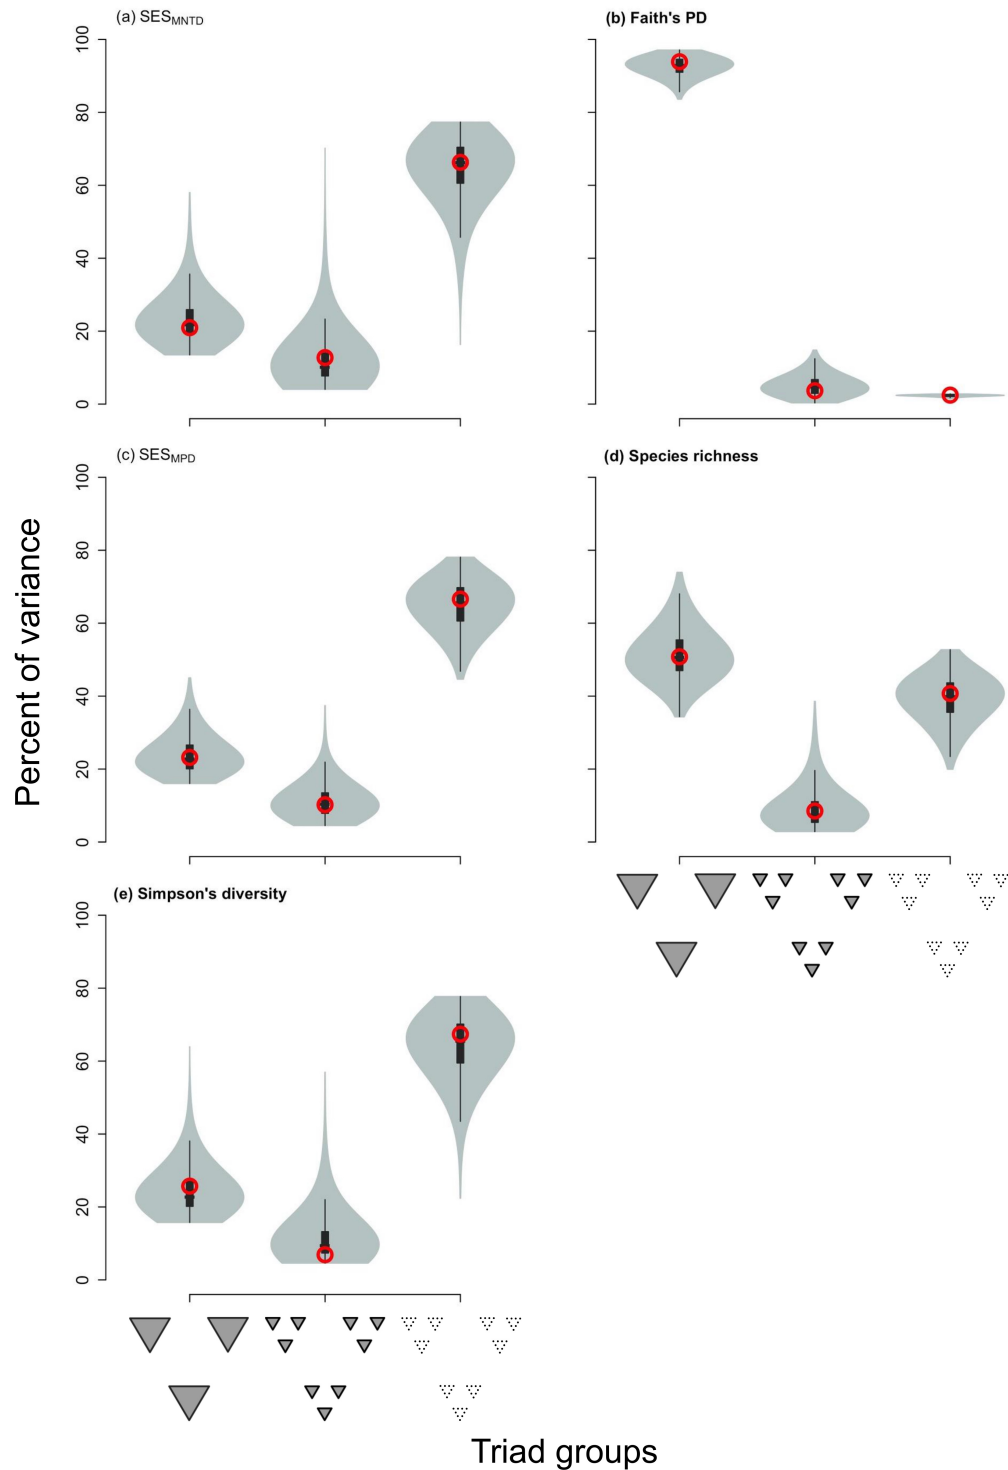 (a) SESMNTD
(b) Faith's PD
100
80
60
40
20
0
(c) SESMPD
(d) Species richness
100
80
60
40
20
0
Percent of variance
(e) Simpson's diversity
100
80
60
40
20
0
Triad groups